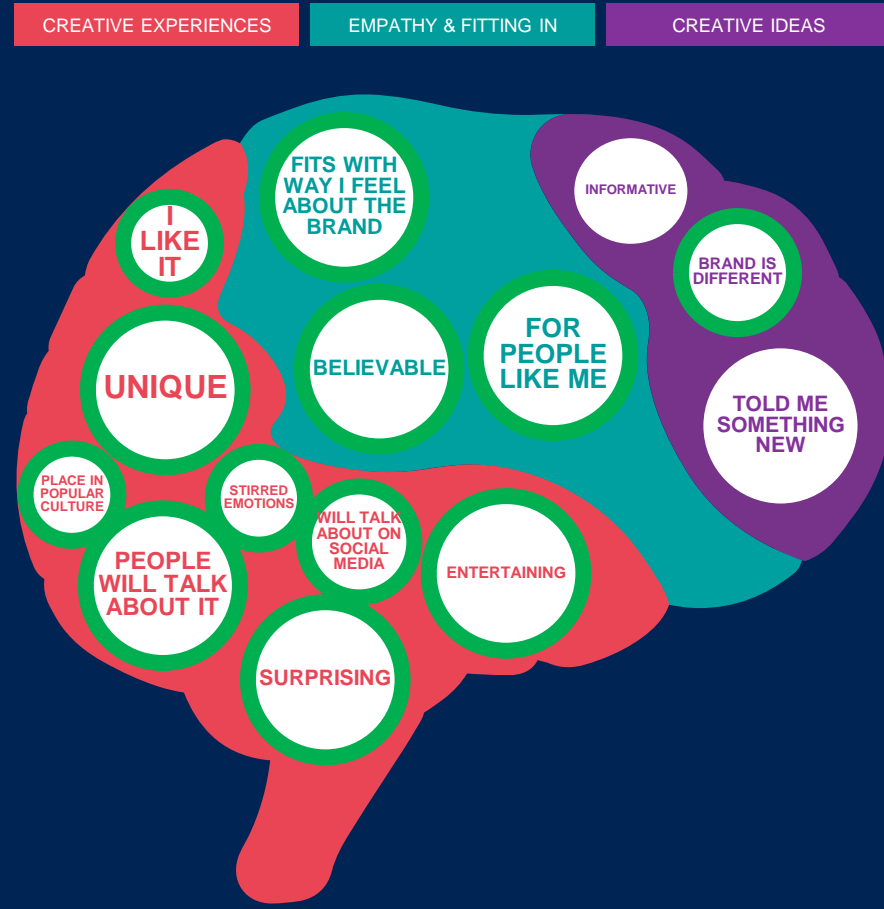 CREATIVE EXPERIENCES
EMPATHY & FITTING IN
CREATIVE IDEAS
FITS WITH
WAY I FEEL
ABOUT THE
BRAND
INFORMATIVE
I
LIKE
IT
BRAND IS
DIFFERENT
FOR
PEOPLE
LIKE ME
BELIEVABLE
UNIQUE
TOLD ME
SOMETHING
NEW
PLACE IN
POPULAR
CULTURE
STIRRED
EMOTIONS
WILL TALK
ABOUT ON
SOCIAL
MEDIA
PEOPLE
WILL TALK
ABOUT IT
ENTERTAINING
SURPRISING